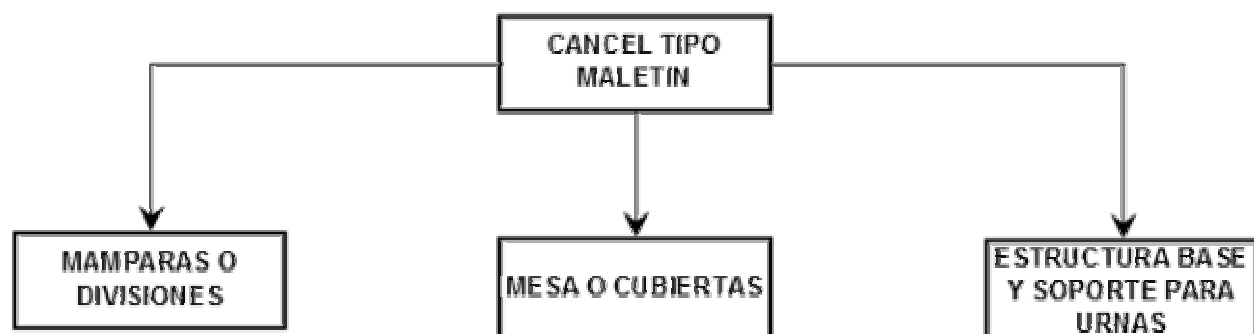 CANCEL TIPO
MALETIN
MAMPARAS O
DIVISIONES
MESA O CUBIERTAS
ESTRUCTURA BASE
Y SOPORTE PARA
URNAS